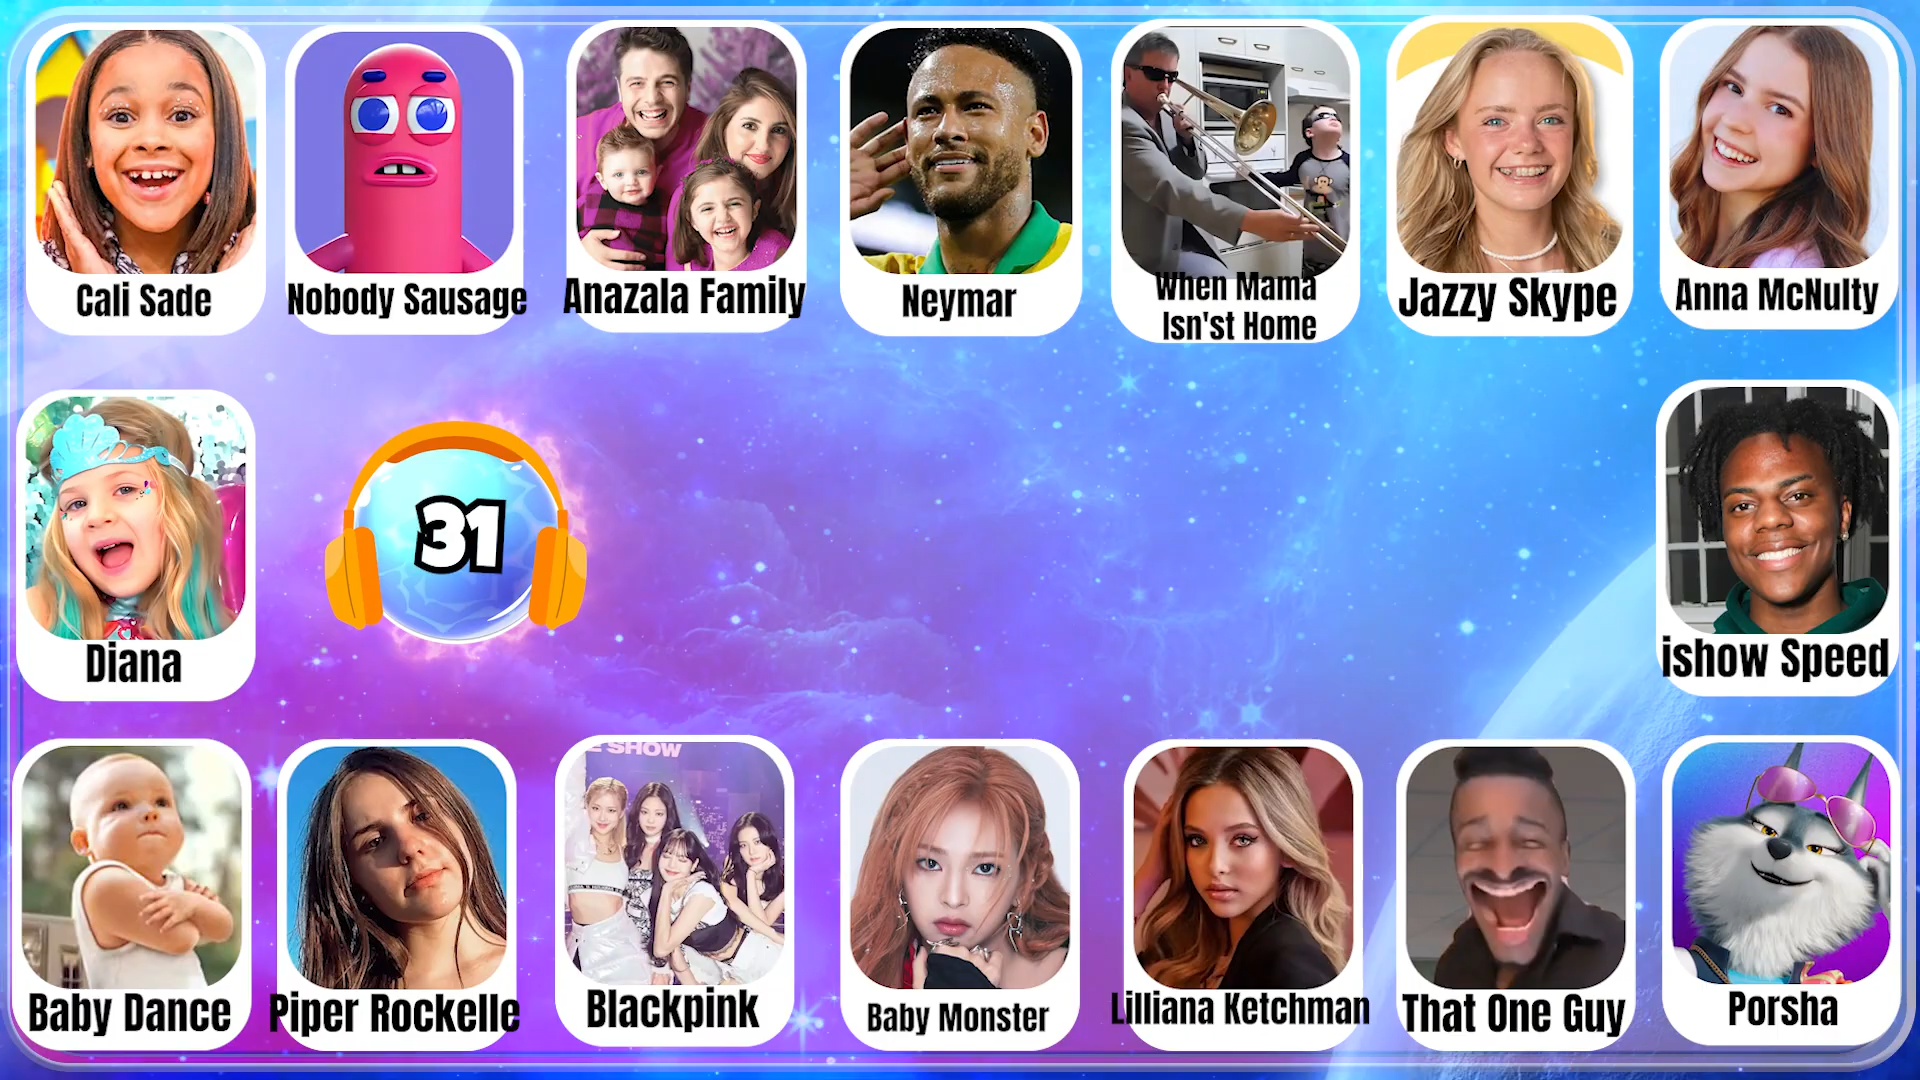 Cali Sade
Nobody Sausage
Anazala Family
Neymar
When Mama
Isn'st Home
Jazzy Skype
Anna McNulty
Diana
31
ishow Speed
E SHOW
Baby Dance
Piper Rockelle
Blackpink
Baby Monster
Lilliana Ketchman
That One Guy
Porsha